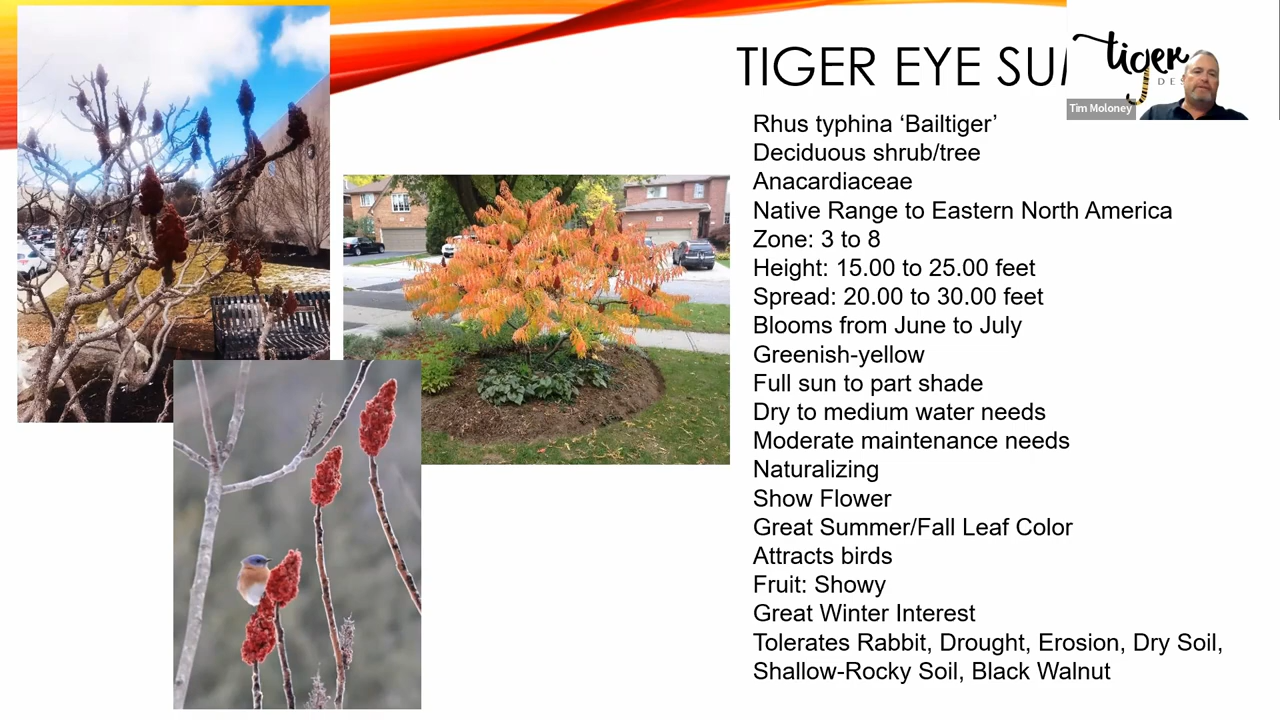 TIGER EYE SU
tiger
DES
Tim Moloney
Rhus typhina ‘Bailtiger’
Deciduous shrub/tree
Anacardiaceae
Native Range to Eastern North America
Zone: 3 to 8
Height: 15.00 to 25.00 feet
Spread: 20.00 to 30.00 feet
Blooms from June to July
Greenish-yellow
Full sun to part shade
Dry to medium water needs
Moderate maintenance needs
Naturalizing
Show Flower
Great Summer/Fall Leaf Color
Attracts birds
Fruit: Showy
Great Winter Interest
Tolerates Rabbit, Drought, Erosion, Dry Soil,
Shallow-Rocky Soil, Black Walnut